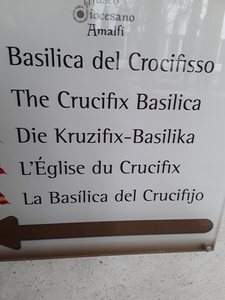 Museo
Diocesano
Amalfi
Basilica del Crocifisso
The Crucifix Basilica
Die Kruzifix-Basilika
L'Église du Crucifix
La Basílica del Crucifijo